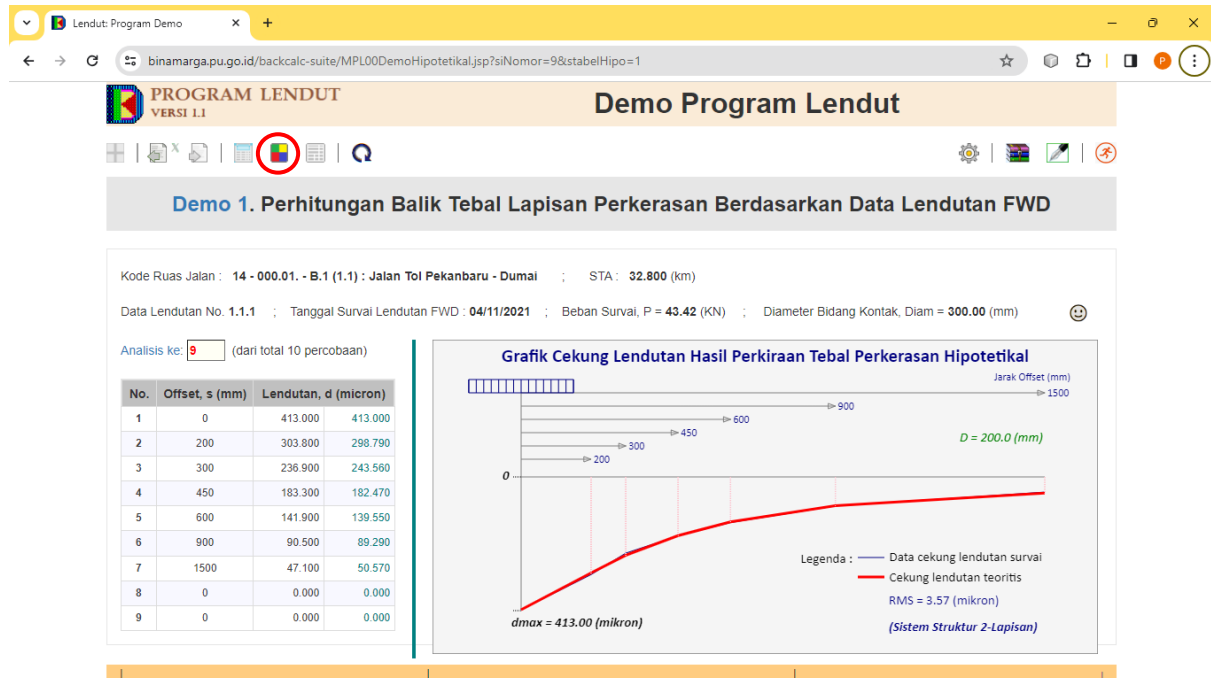 Lendut: Program Demo
binamarga.pu.go.id/backcalc-suite/MPL00DemoHipotetikal.jsp?siNomor=9&stabelHipo=1
P
PROGRAM LENDUT
VERSI 1.1
Demo Program Lendut
X
Demo 1. Perhitungan Balik Tebal Lapisan Perkerasan Berdasarkan Data Lendutan FWD
Kode Ruas Jalan : 14 - 000.01. - B.1 (1.1) : Jalan Tol Pekanbaru - Dumai ; STA : 32.800 (km)
Data Lendutan No. 1.1.1 ; Tanggal Survai Lendutan FWD : 04/11/2021 ; Beban Survai, P = 43.42 (KN) ; Diameter Bidang Kontak, Diam = 300.00 (mm)
Analisis ke: 9 (dari total 10 percobaan)
No. Offset, s (mm) Lendutan, d (micron)
1 0 413.000 413.000
2 200 303.800 298.790
3 300 236.900 243.560
4 450 183.300 182.470
5 600 141.900 139.550
6 900 90.500 89.290
7 1500 47.100 50.570
8 0 0.000 0.000
9 0 0.000 0.000
Grafik Cekung Lendutan Hasil Perkiraan Tebal Perkerasan Hipotetikal
Jarak Offset (mm)
1500
900
600
450
300
200
D = 200.0 (mm)
0
Legenda : Data cekung lendutan survai
Cekung lendutan teoritis
RMS = 3.57 (mikron)
(Sistem Struktur 2-Lapisan)
dmax = 413.00 (mikron)